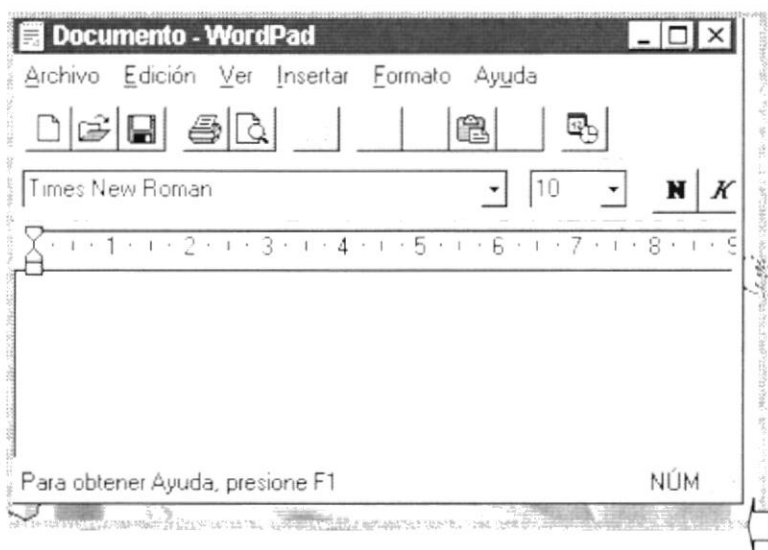 Documento - WordPad
Archivo Edición Ver Insertar Formato Ayuda
Times New Roman 10 N K
1 2 3 4 5 6 7 8 9
Para obtener Ayuda, presione F1 NÚM